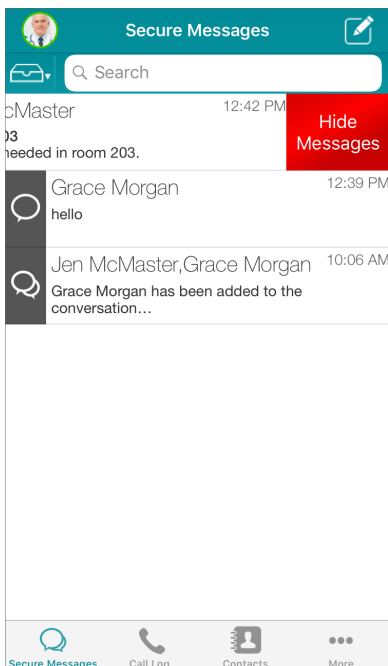 Secure Messages
Search
cMaster 12:42 PM
03
needed in room 203.
Hide
Messages
Grace Morgan 12:39 PM
hello
Jen McMaster,Grace Morgan 10:06 AM
Grace Morgan has been added to the
conversation…
Secure Messages Call Log Contacts More